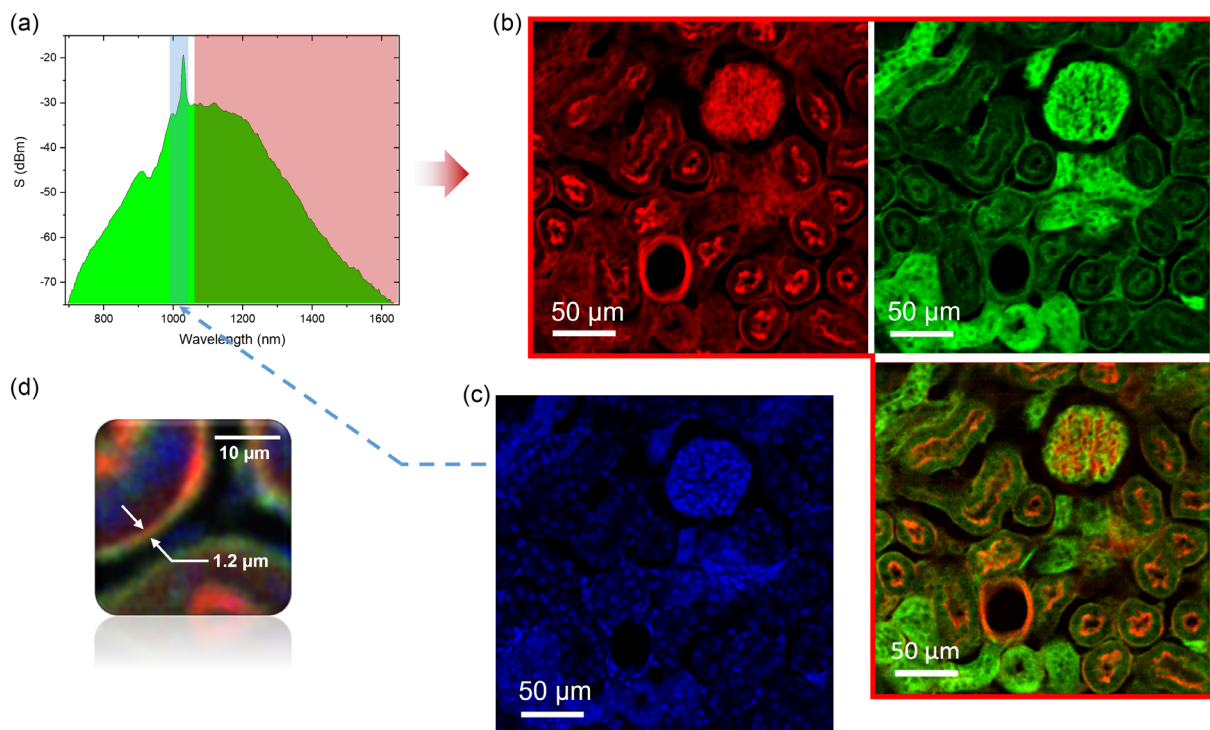 (a)
-20
-30
-40
-50
-60
-70
S (dBm)
800 1000 1200 1400 1600
Wavelength (nm)
(b)
50 µm
50 µm
50 µm
(c)
50 µm
(d)
10 µm
1.2 µm